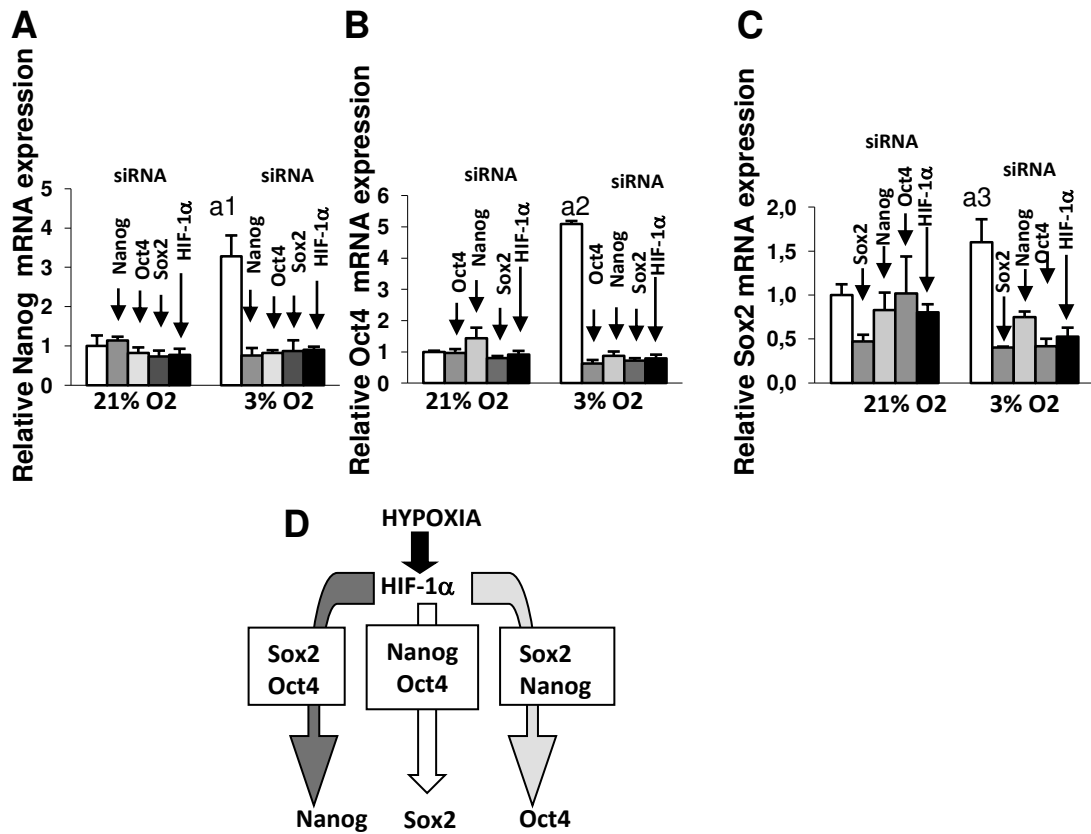 A
Relative Nanog mRNA expression
siRNA
siRNA
5
4
3
2
1
0
a1
Nanog
Oct4
Sox2
HIF-1α
Nanog
Oct4
Sox2
HIF-1α
21% O2
3% O2
B
Relative Oct4 mRNA expression
siRNA
siRNA
6
5
4
3
2
1
0
a2
Oct4
Nanog
Sox2
HIF-1α
Oct4
Nanog
Sox2
HIF-1α
21% O2
3% O2
C
Relative Sox2 mRNA expression
siRNA
siRNA
2,0
1,5
1,0
0,5
0,0
a3
Sox2
Nanog
Oct4
HIF-1α
Sox2
Nanog
Oct4
HIF-1α
21% O2
3% O2
D
HYPOXIA
HIF-1α
Sox2
Oct4
Nanog
Oct4
Sox2
Nanog
Nanog
Sox2
Oct4